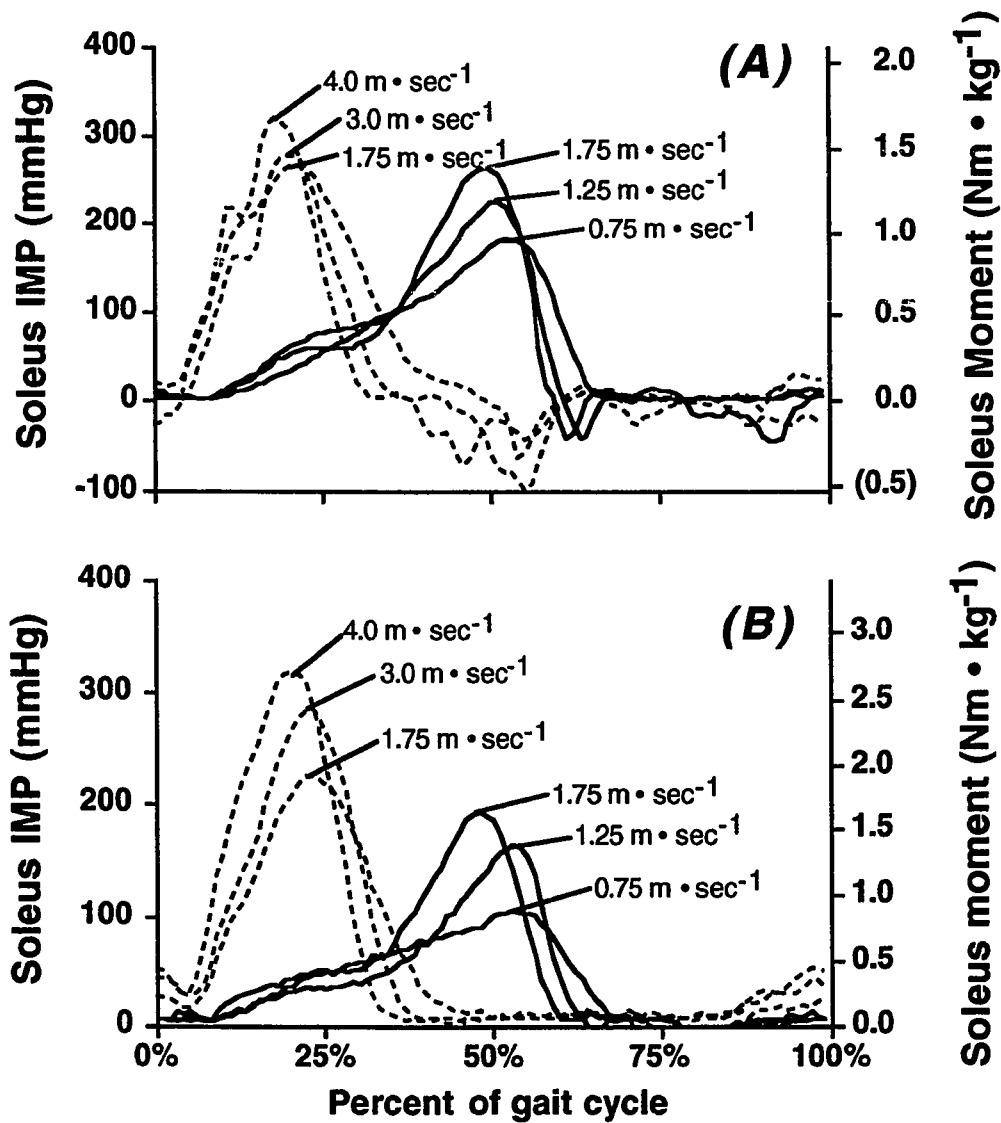 (A)
Soleus IMP (mmHg)
400
300
200
100
0
-100
4.0 m • sec-1
3.0 m • sec-1
1.75 m • sec-1
1.75 m • sec-1
1.25 m • sec-1
0.75 m • sec-1
2.0
1.5
1.0
0.5
0.0
(0.5)
Soleus Moment (Nm • kg-1)
(B)
Soleus IMP (mmHg)
400
300
200
100
0
4.0 m • sec-1
3.0 m • sec-1
1.75 m • sec-1
1.75 m • sec-1
1.25 m • sec-1
0.75 m • sec-1
3.0
2.5
2.0
1.5
1.0
0.5
0.0
Soleus moment (Nm • kg-1)
0% 25% 50% 75% 100%
Percent of gait cycle